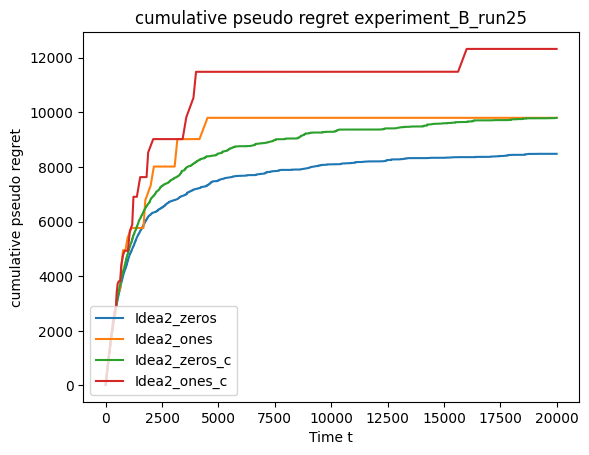 cumulative pseudo regret experiment_B_run25
cumulative pseudo regret
12000
10000
8000
6000
4000
2000
0
Idea2_zeros
Idea2_ones
Idea2_zeros_c
Idea2_ones_c
0 2500 5000 7500 10000 12500 15000 17500 20000
Time t